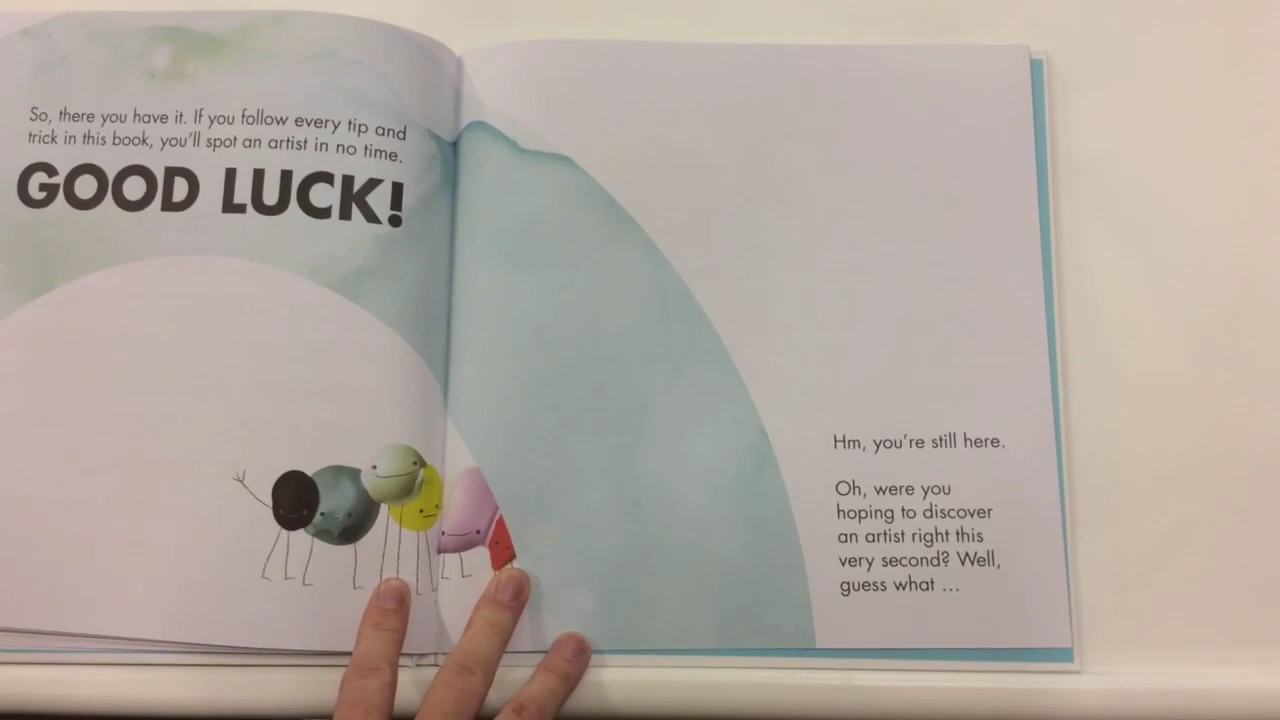 So, there you have it. If you follow every tip and
trick in this book, you'll spot an artist in no time.
GOOD LUCK!
Hm, you're still here.
Oh, were you
hoping to discover
an artist right this
very second? Well,
guess what ...